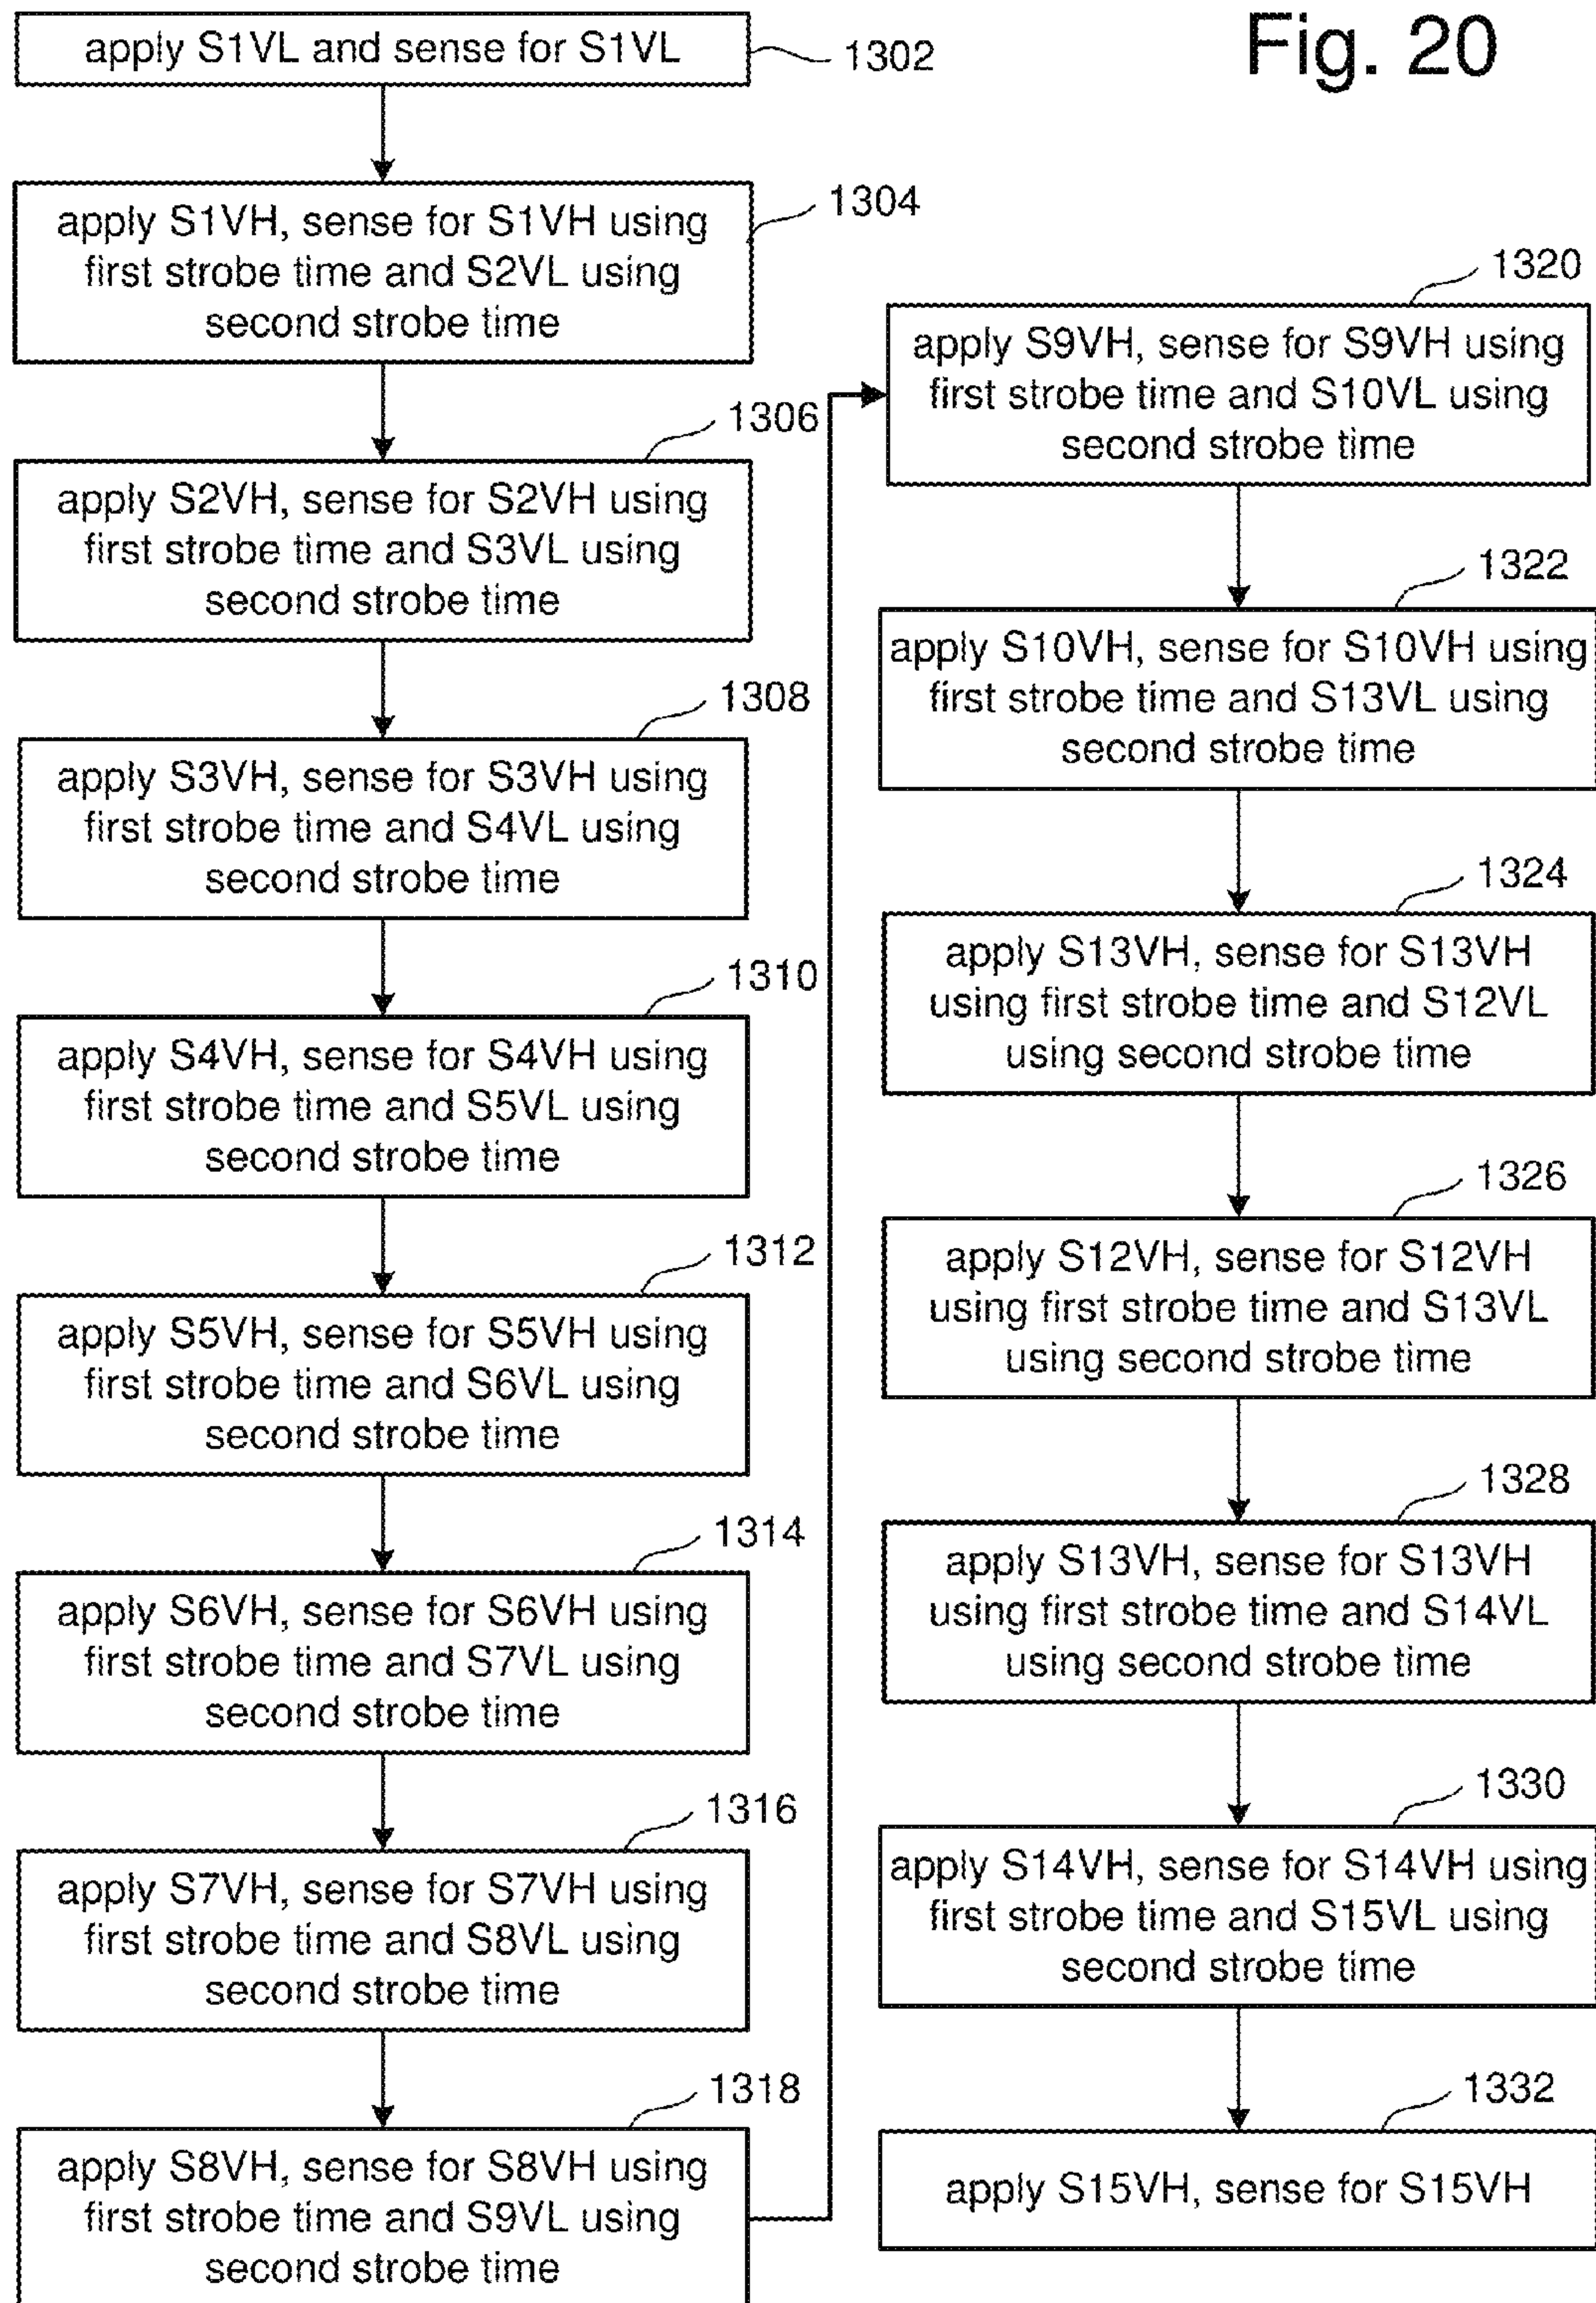 Fig. 20
apply S1VL and sense for S1VL
1302
apply S1VH, sense for S1VH using
first strobe time and S2VL using
second strobe time
1304
apply S2VH, sense for S2VH using
first strobe time and S3VL using
second strobe time
1306
apply S3VH, sense for S3VH using
first strobe time and S4VL using
second strobe time
1308
apply S4VH, sense for S4VH using
first strobe time and S5VL using
second strobe time
1310
apply S5VH, sense for S5VH using
first strobe time and S6VL using
second strobe time
1312
apply S6VH, sense for S6VH using
first strobe time and S7VL using
second strobe time
1314
apply S7VH, sense for S7VH using
first strobe time and S8VL using
second strobe time
1316
apply S8VH, sense for S8VH using
first strobe time and S9VL using
second strobe time
1318
apply S9VH, sense for S9VH using
first strobe time and S10VL using
second strobe time
1320
apply S10VH, sense for S10VH using
first strobe time and S13VL using
second strobe time
1322
apply S13VH, sense for S13VH
using first strobe time and S12VL
using second strobe time
1324
apply S12VH, sense for S12VH
using first strobe time and S13VL
using second strobe time
1326
apply S13VH, sense for S13VH
using first strobe time and S14VL
using second strobe time
1328
apply S14VH, sense for S14VH using
first strobe time and S15VL using
second strobe time
1330
apply S15VH, sense for S15VH
1332